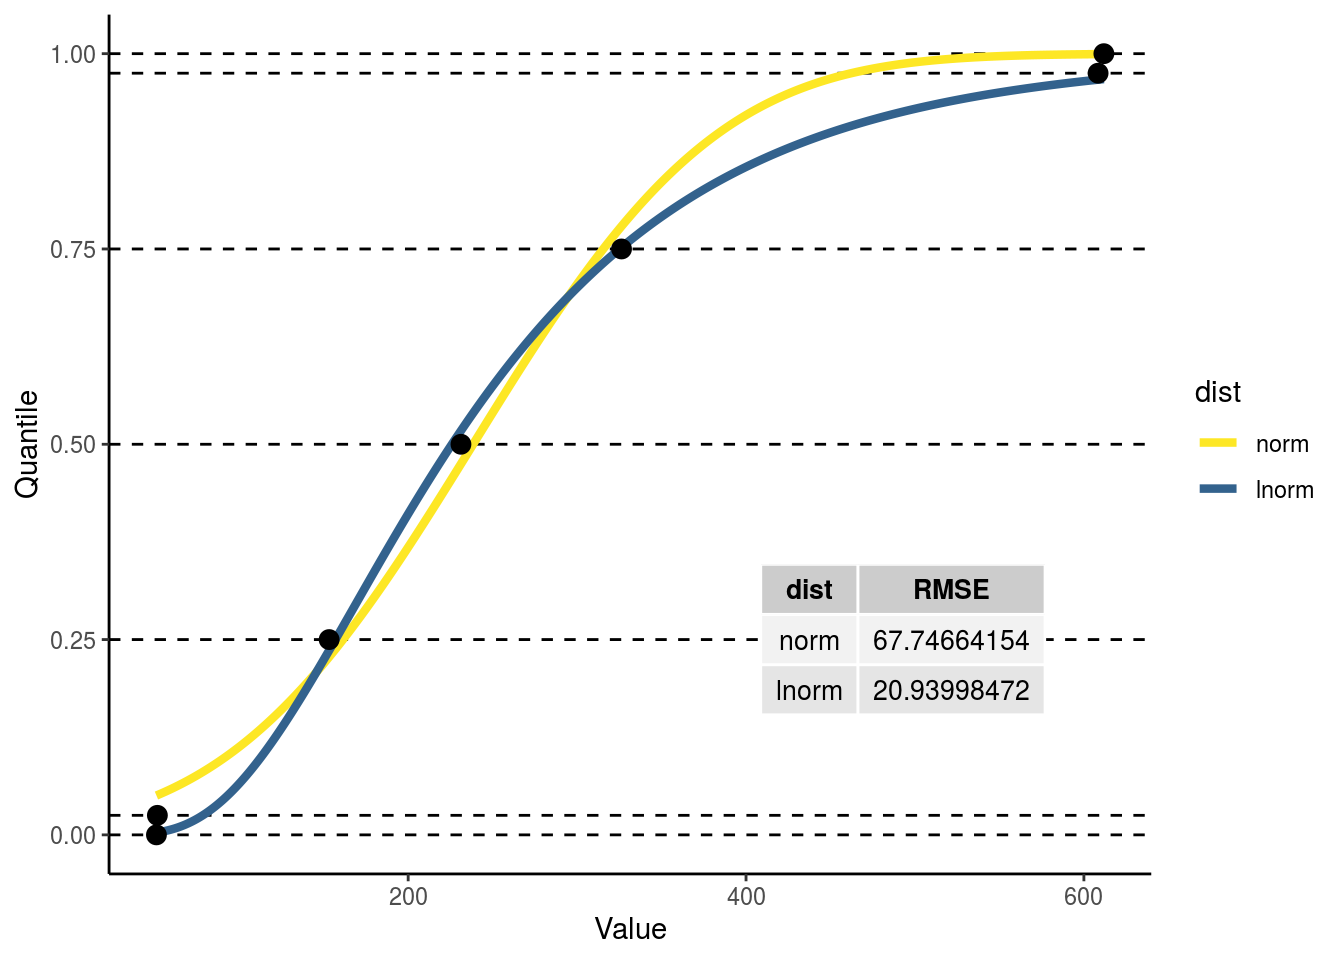 1.00
0.75
0.50
0.25
0.00
Quantile
200 400 600
Value
dist
norm
lnorm
dist RMSE
norm 67.74664154
lnorm 20.93998472